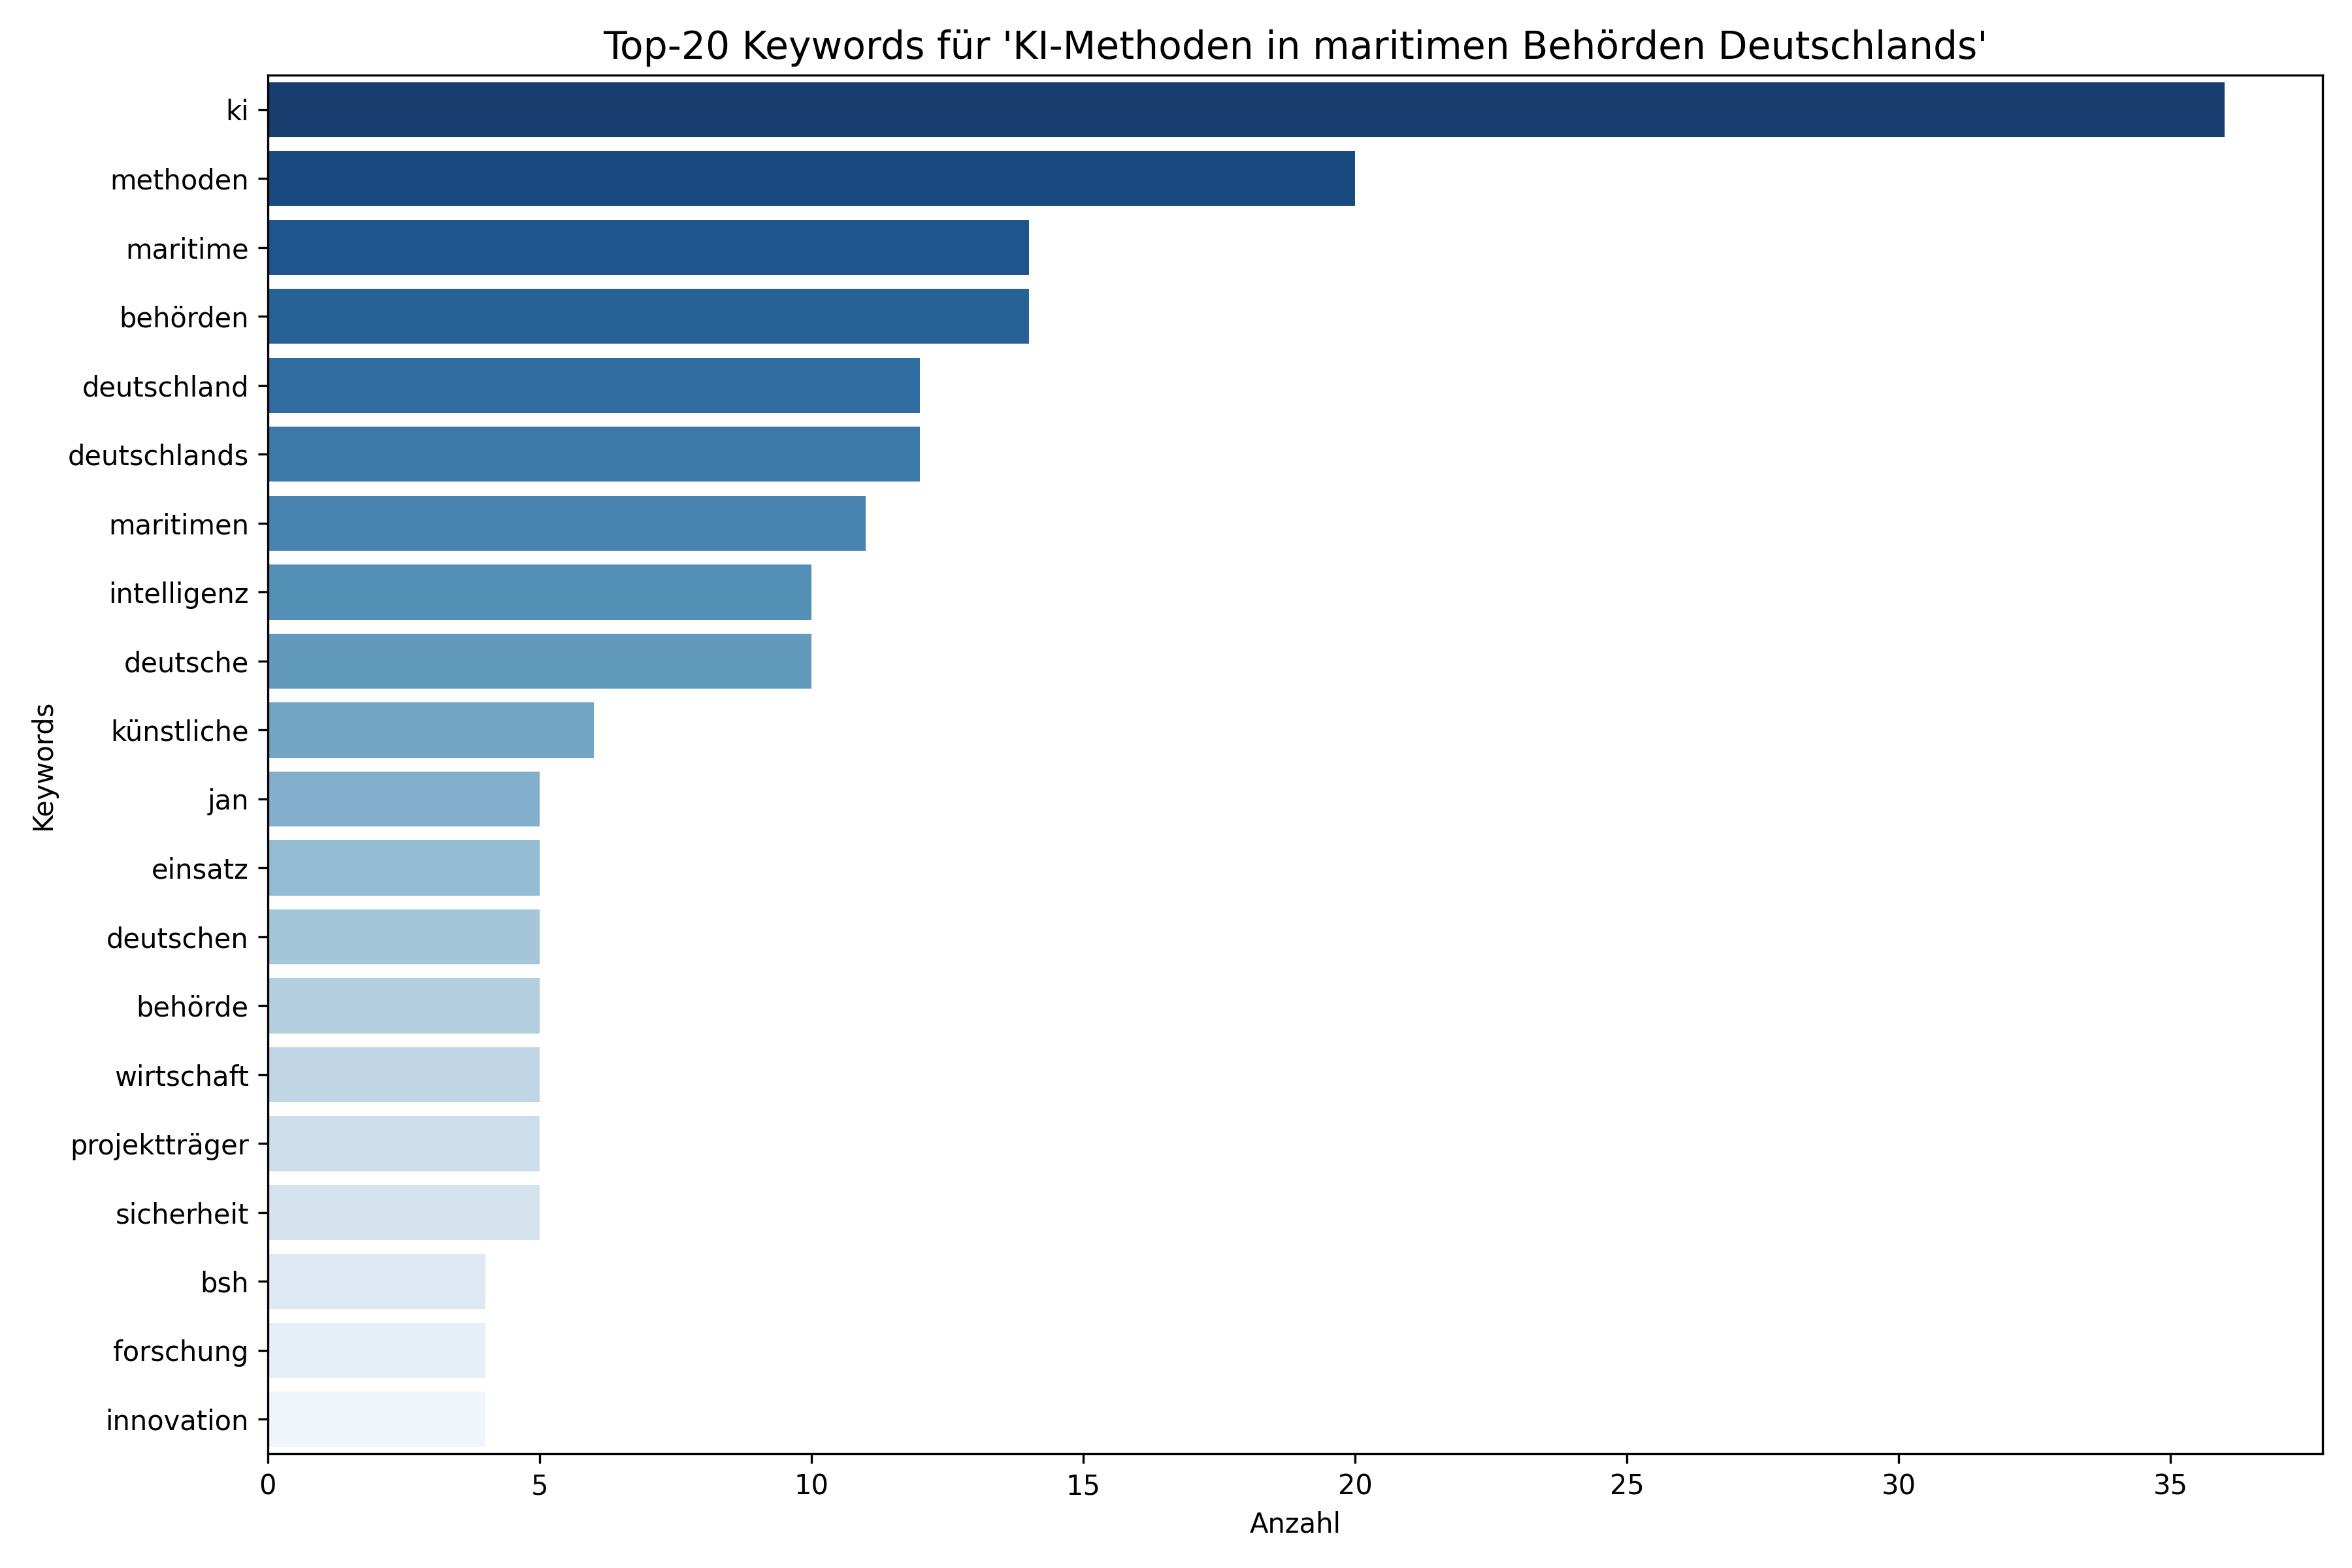 Top-20 Keywords für 'KI-Methoden in maritimen Behörden Deutschlands'
ki
methoden
maritime
behörden
deutschland
deutschlands
maritimen
intelligenz
deutsche
künstliche
jan
einsatz
deutschen
behörde
wirtschaft
projektträger
sicherheit
bsh
forschung
innovation
Keywords
0 5 10 15 20 25 30 35
Anzahl